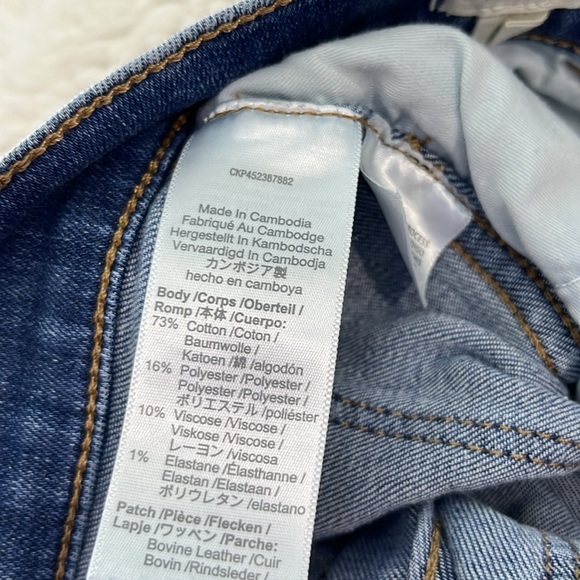 CKP452387882
Made In Cambodia
Fabriqué Au Cambodge
Hergestellt In Kambodscha
Vervaardigd In Cambodja
カンボジア製
hecho en camboya
Body /Corps /Oberteil /
Romp /本体 /Cuerpo:
73% Cotton /Coton /
Baumwolle /
Katoen /綿 /algodón
16% Polyester /Polyester /
Polyester /Polyester /
ポリエステル /poliéster
10% Viscose /Viscose /
Viskose /Viscose /
レーヨン /viscosa
1% Elastane /Élasthanne /
Elastan /Elastaan /
ポリウレタン /elastano
Patch /Pièce /Flecken /
Lapje /ワッペン /Parche:
Bovine Leather /Cuir
Bovin /Rindsleder /